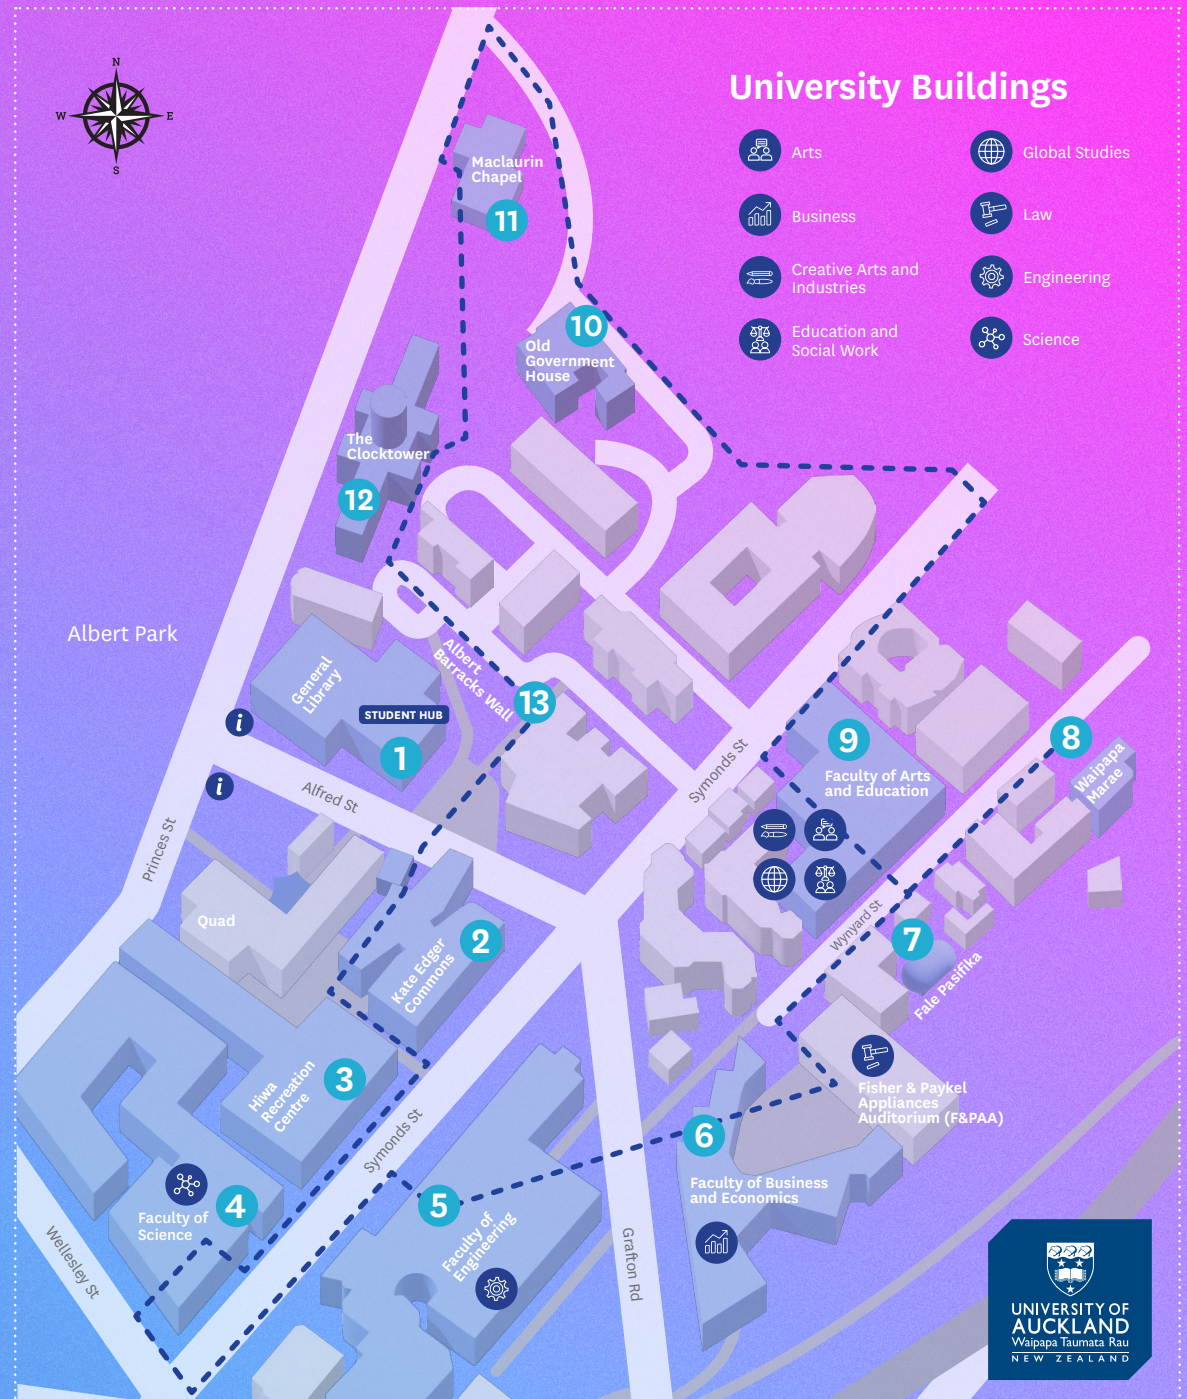 N
W
E
S
University Buildings
Arts
Global Studies
Business
Law
Creative Arts and
Industries
Engineering
Education and
Social Work
Science
Maclaurin
Chapel
11
10
Old
Government
House
The
Clocktower
12
Albert Park
General
Library
STUDENT HUB
1
Albert
Barracks Wall
13
i
i
Alfred St
Princes St
Symonds St
9
Faculty of Arts
and Education
8
Waipapa
Marae
Wynyard St
7
Fale Pasifika
Quad
2
Kate Edger
Commons
3
Hiwa
Recreation
Centre
Fisher & Paykel
Appliances
Auditorium (F&PAA)
Symonds St
6
Faculty of Business
and Economics
4
Faculty of
Science
5
Faculty of
Engineering
Wellesley St
Grafton Rd
UNIVERSITY OF
AUCKLAND
Waipapa Taumata Rau
NEW ZEALAND